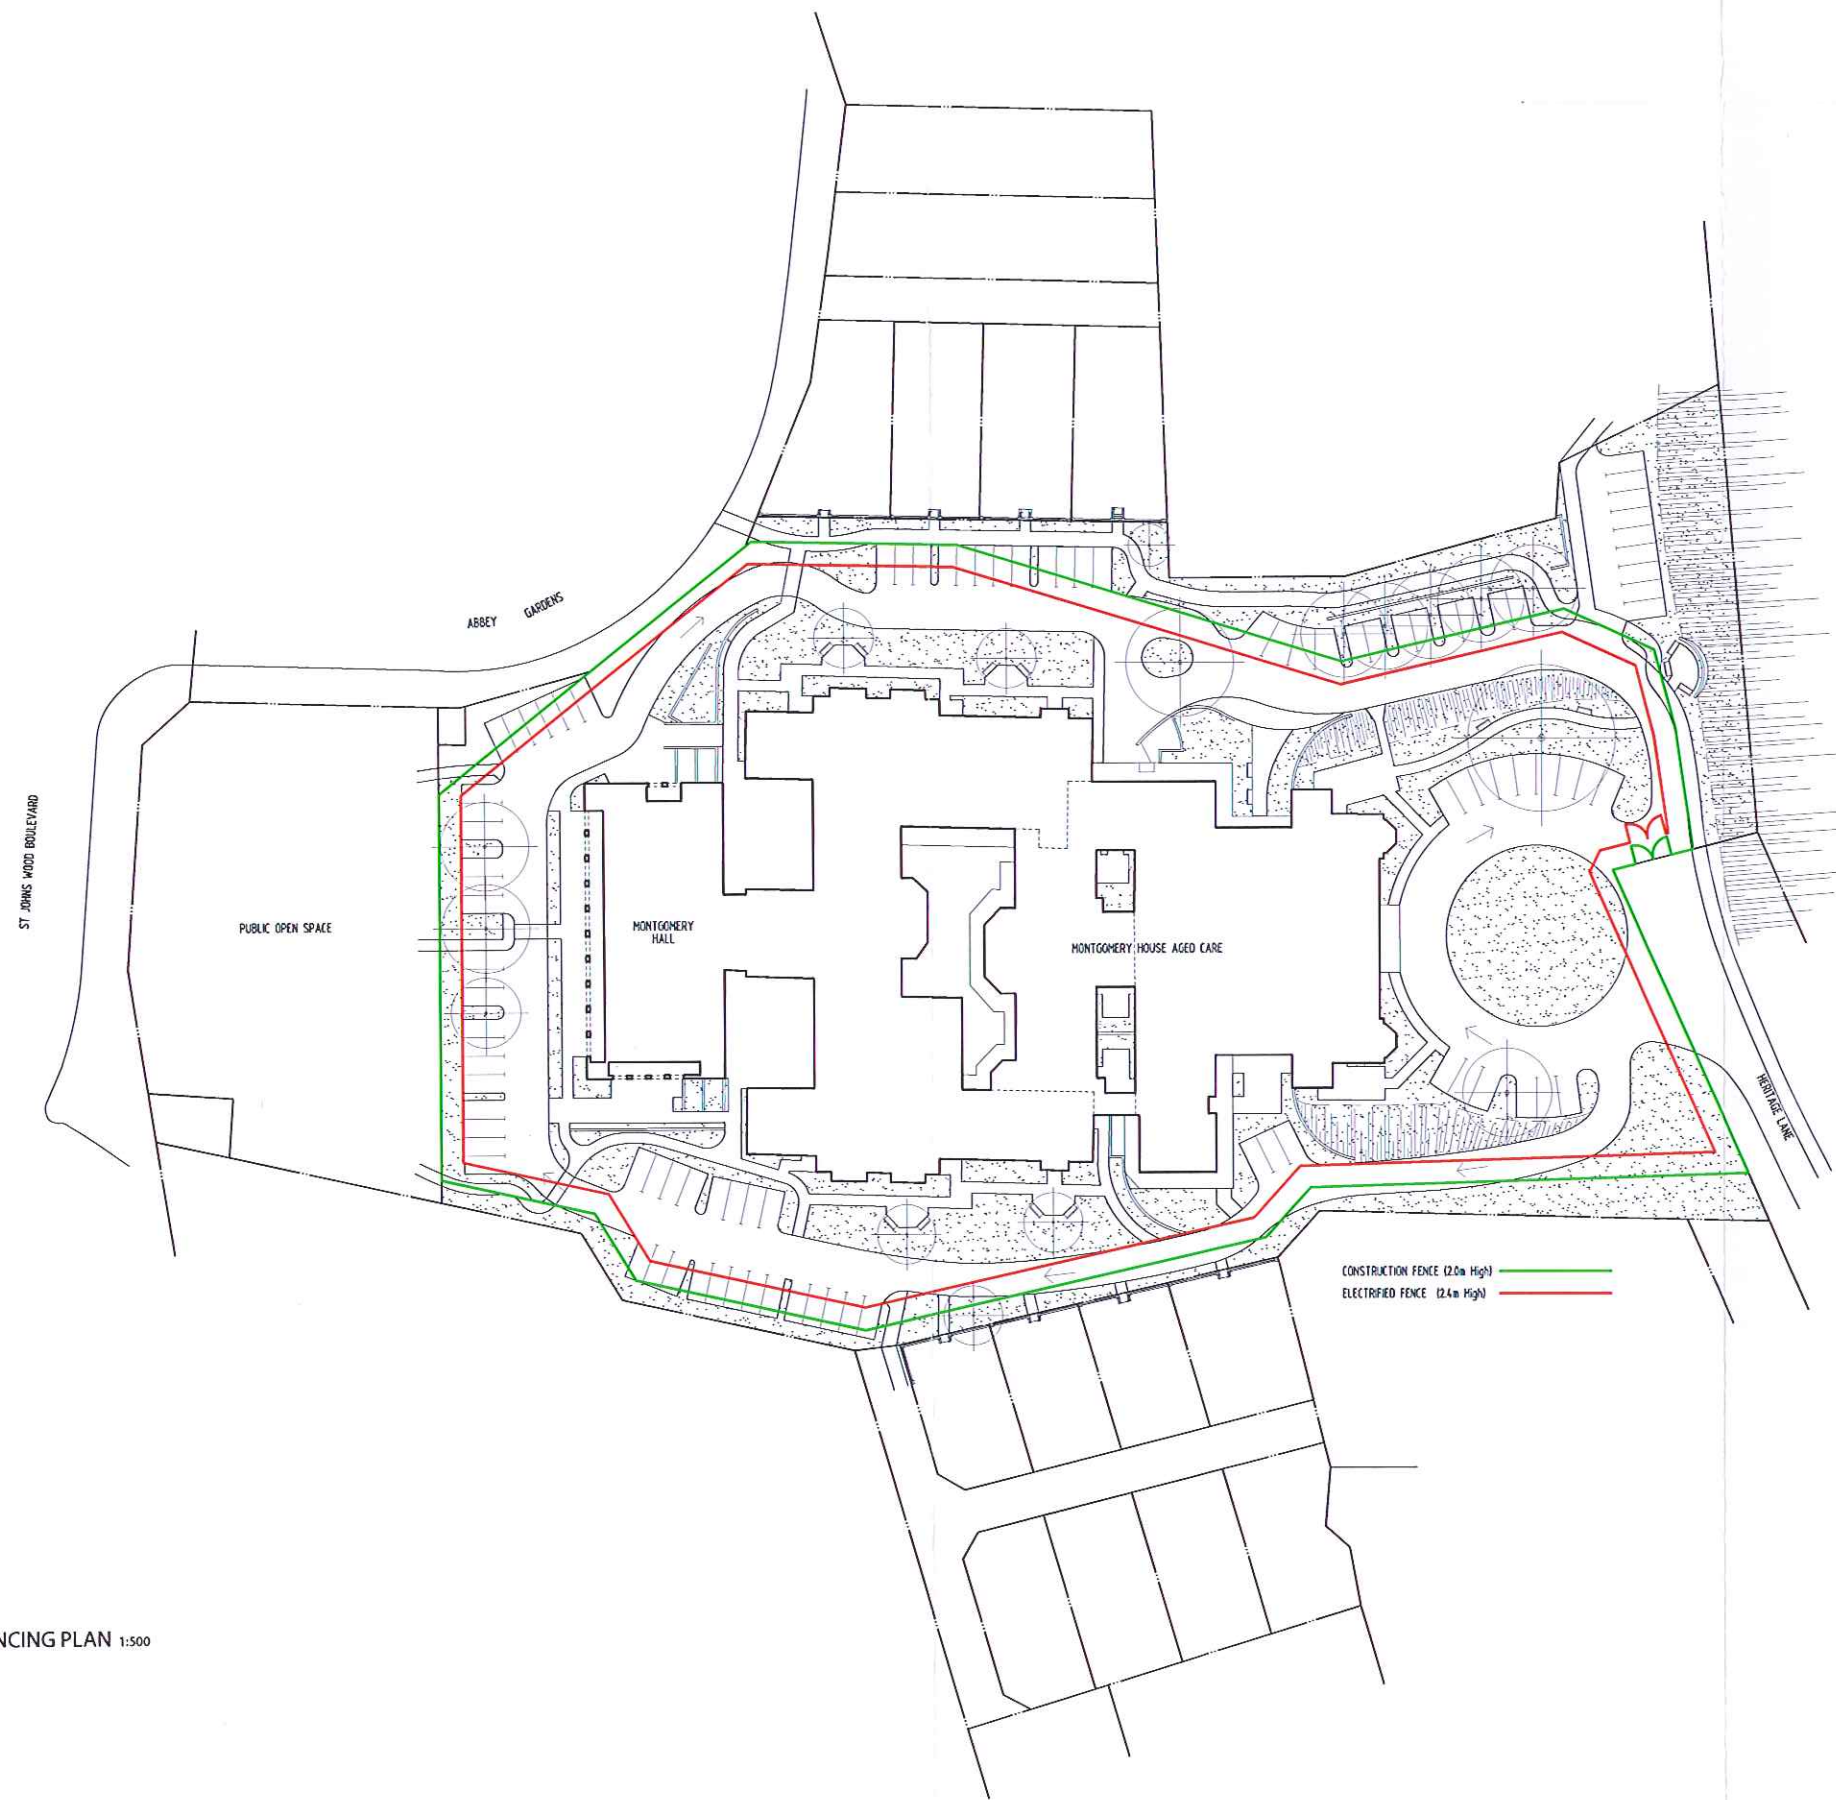 ABBEY GARDENS
ST JOHNS WOOD BOULEVARD
PUBLIC OPEN SPACE
MONTGOMERY
HALL
MONTGOMERY HOUSE AGED CARE
HERITAGE LANE
CONSTRUCTION FENCE (2.0m High)
ELECTRIFIED FENCE (2.4m High)
NCING PLAN 1:500